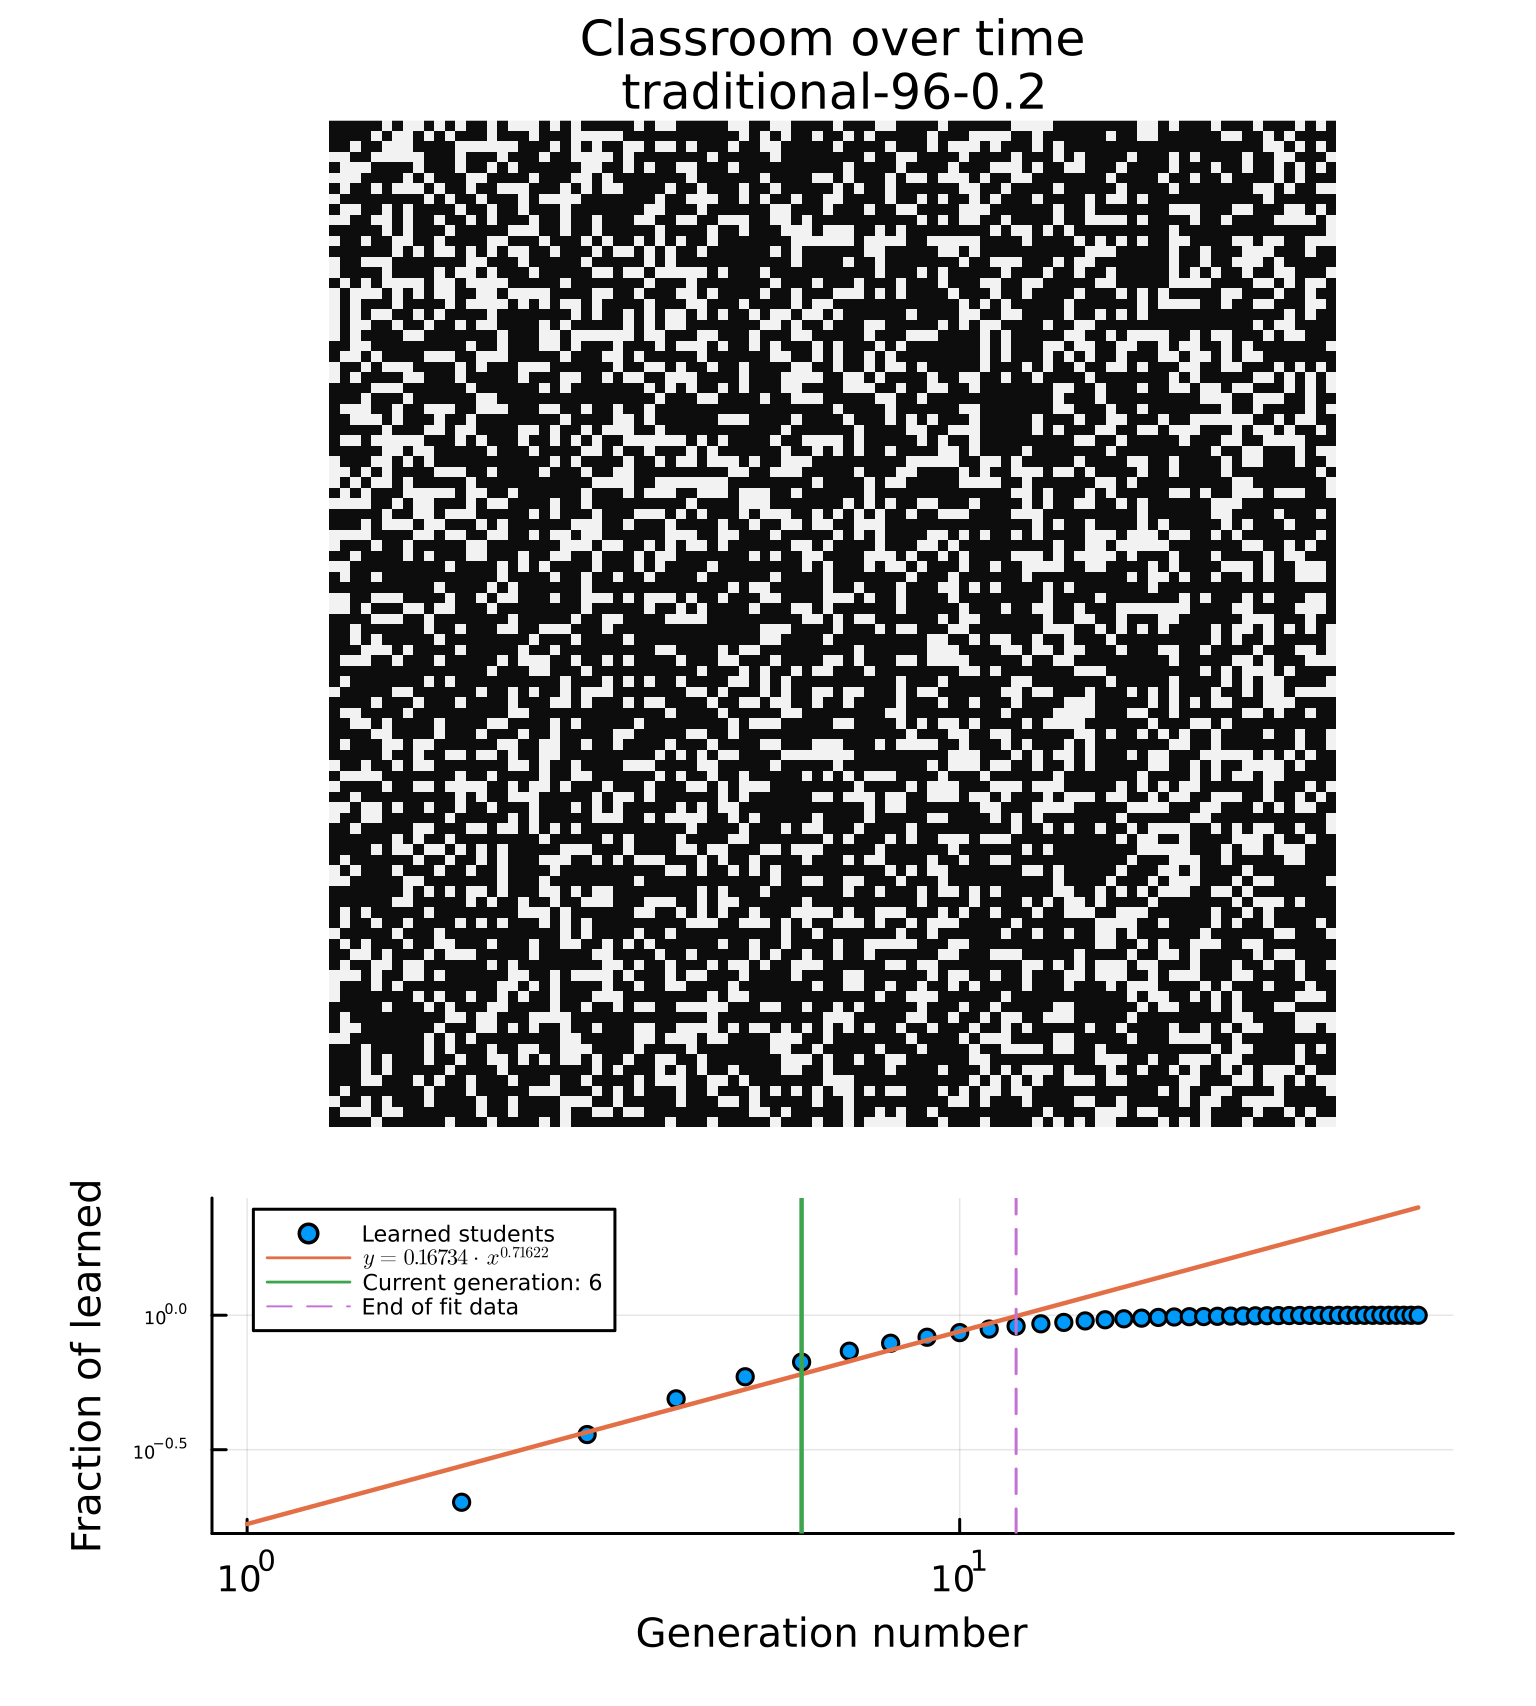 Classroom over time
traditional-96-0.2
Fraction of learned
Learned students
y = 0.16734 · x^0.71622
Current generation: 6
End of fit data
10^0.0
10^−0.5
10^0
10^1
Generation number